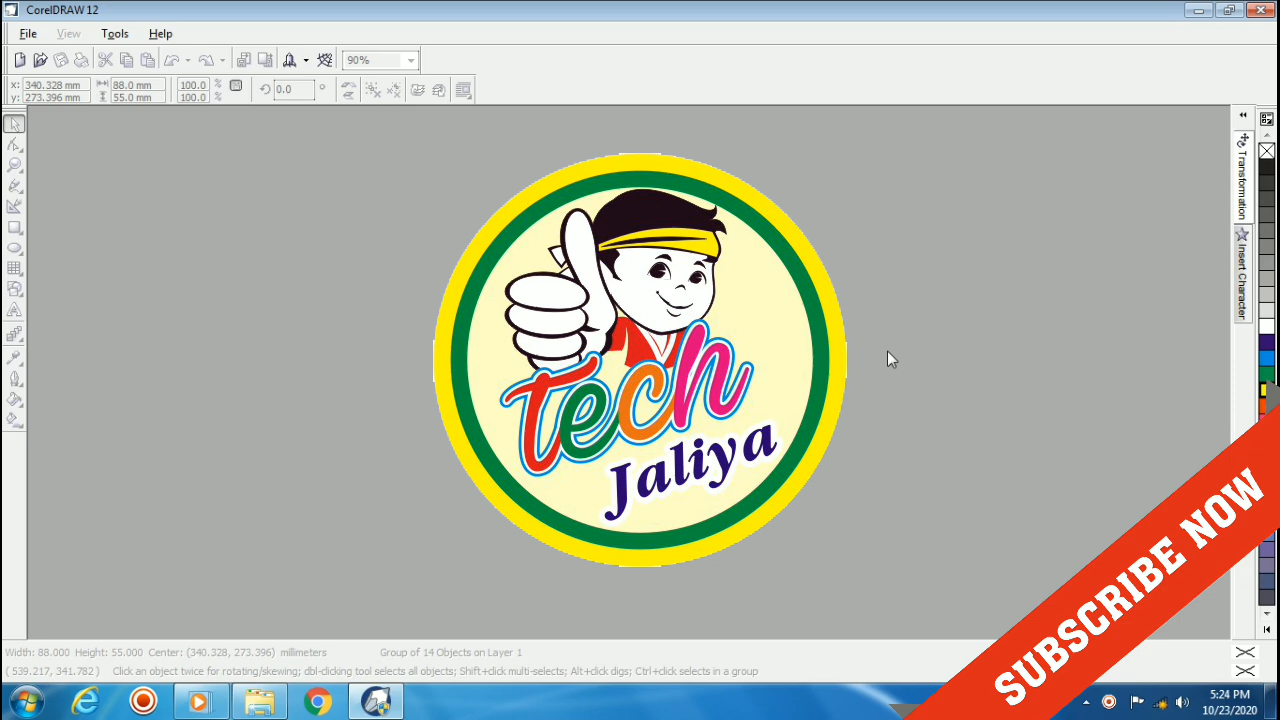 CorelDRAW 12
File View Tools Help
90%
x: 340.328 mm 88.0 mm 100.0 % 0.0 °
y: 273.396 mm 55.0 mm 100.0 %
Transformation
Insert Character
tech
Jaliya
SUBSCRIBE NOW
Width: 88.000 Height: 55.000 Center: (340.328, 273.396) millimeters Group of 14 Objects on Layer 1
( 539.217, 341.782 ) Click an object twice for rotating/skewing; dbl-clicking tool selects all objects; Shift+click multi-selects; Alt+click digs; Ctrl+click selects in a group
5:24 PM
10/23/2020